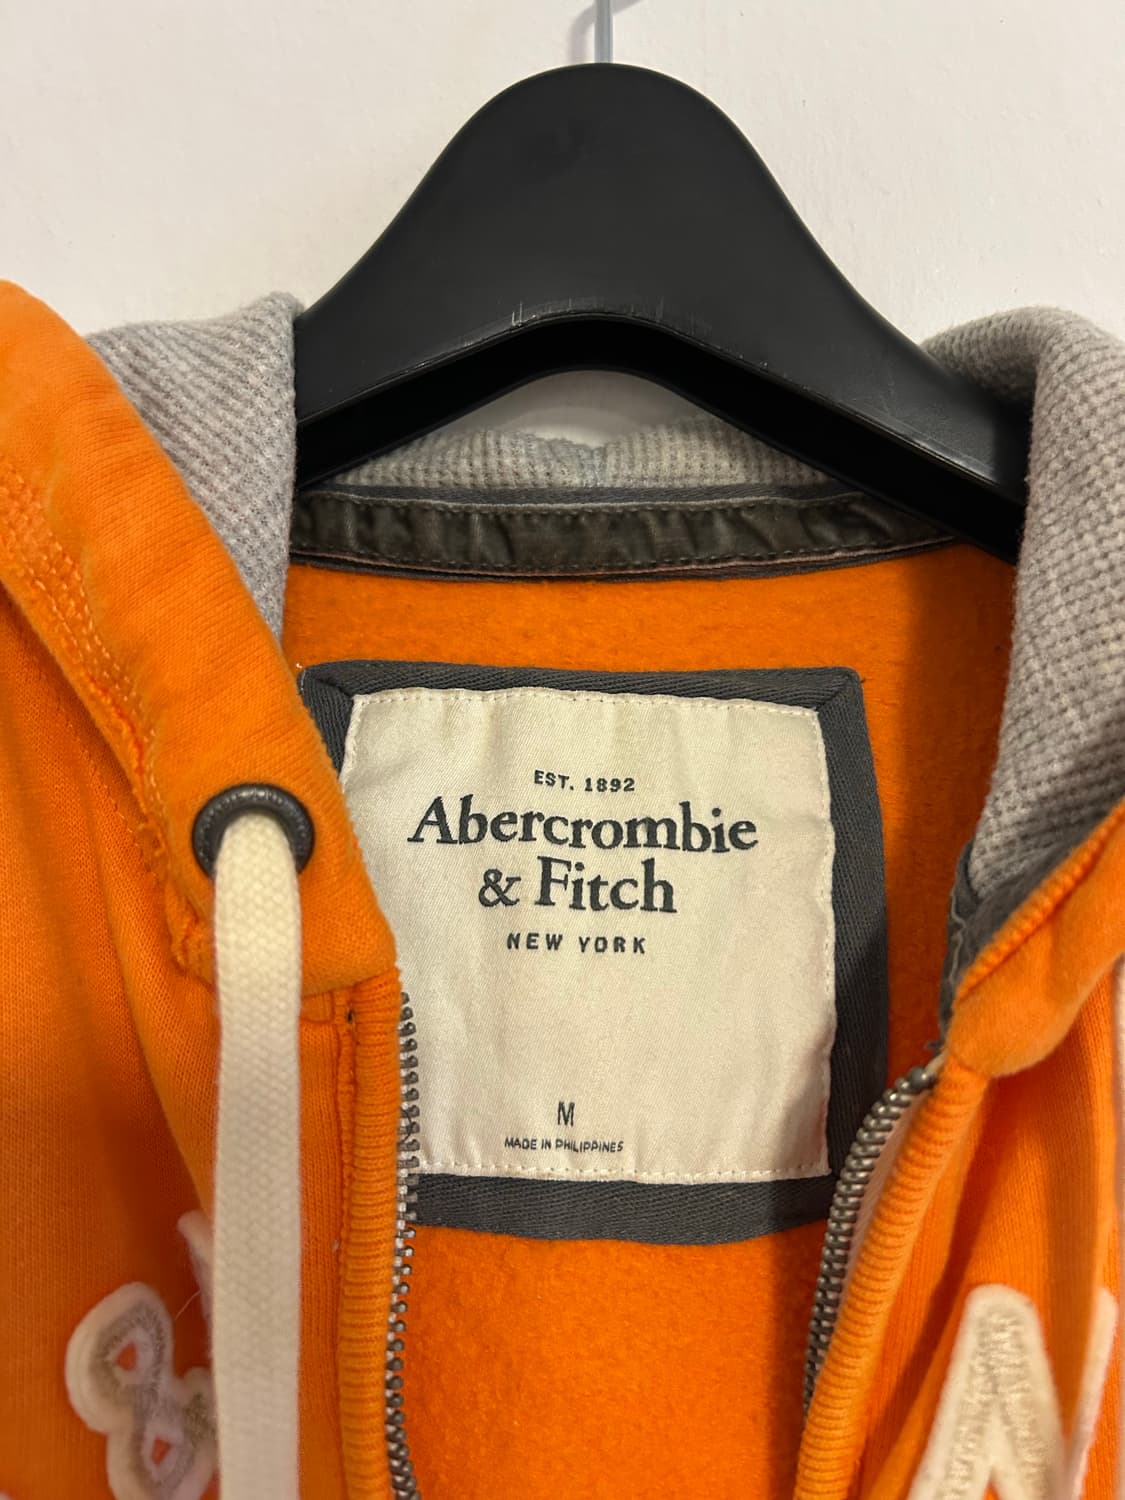 EST. 1892
Abercrombie
& Fitch
NEW YORK
M
MADE IN PHILIPPINES
&